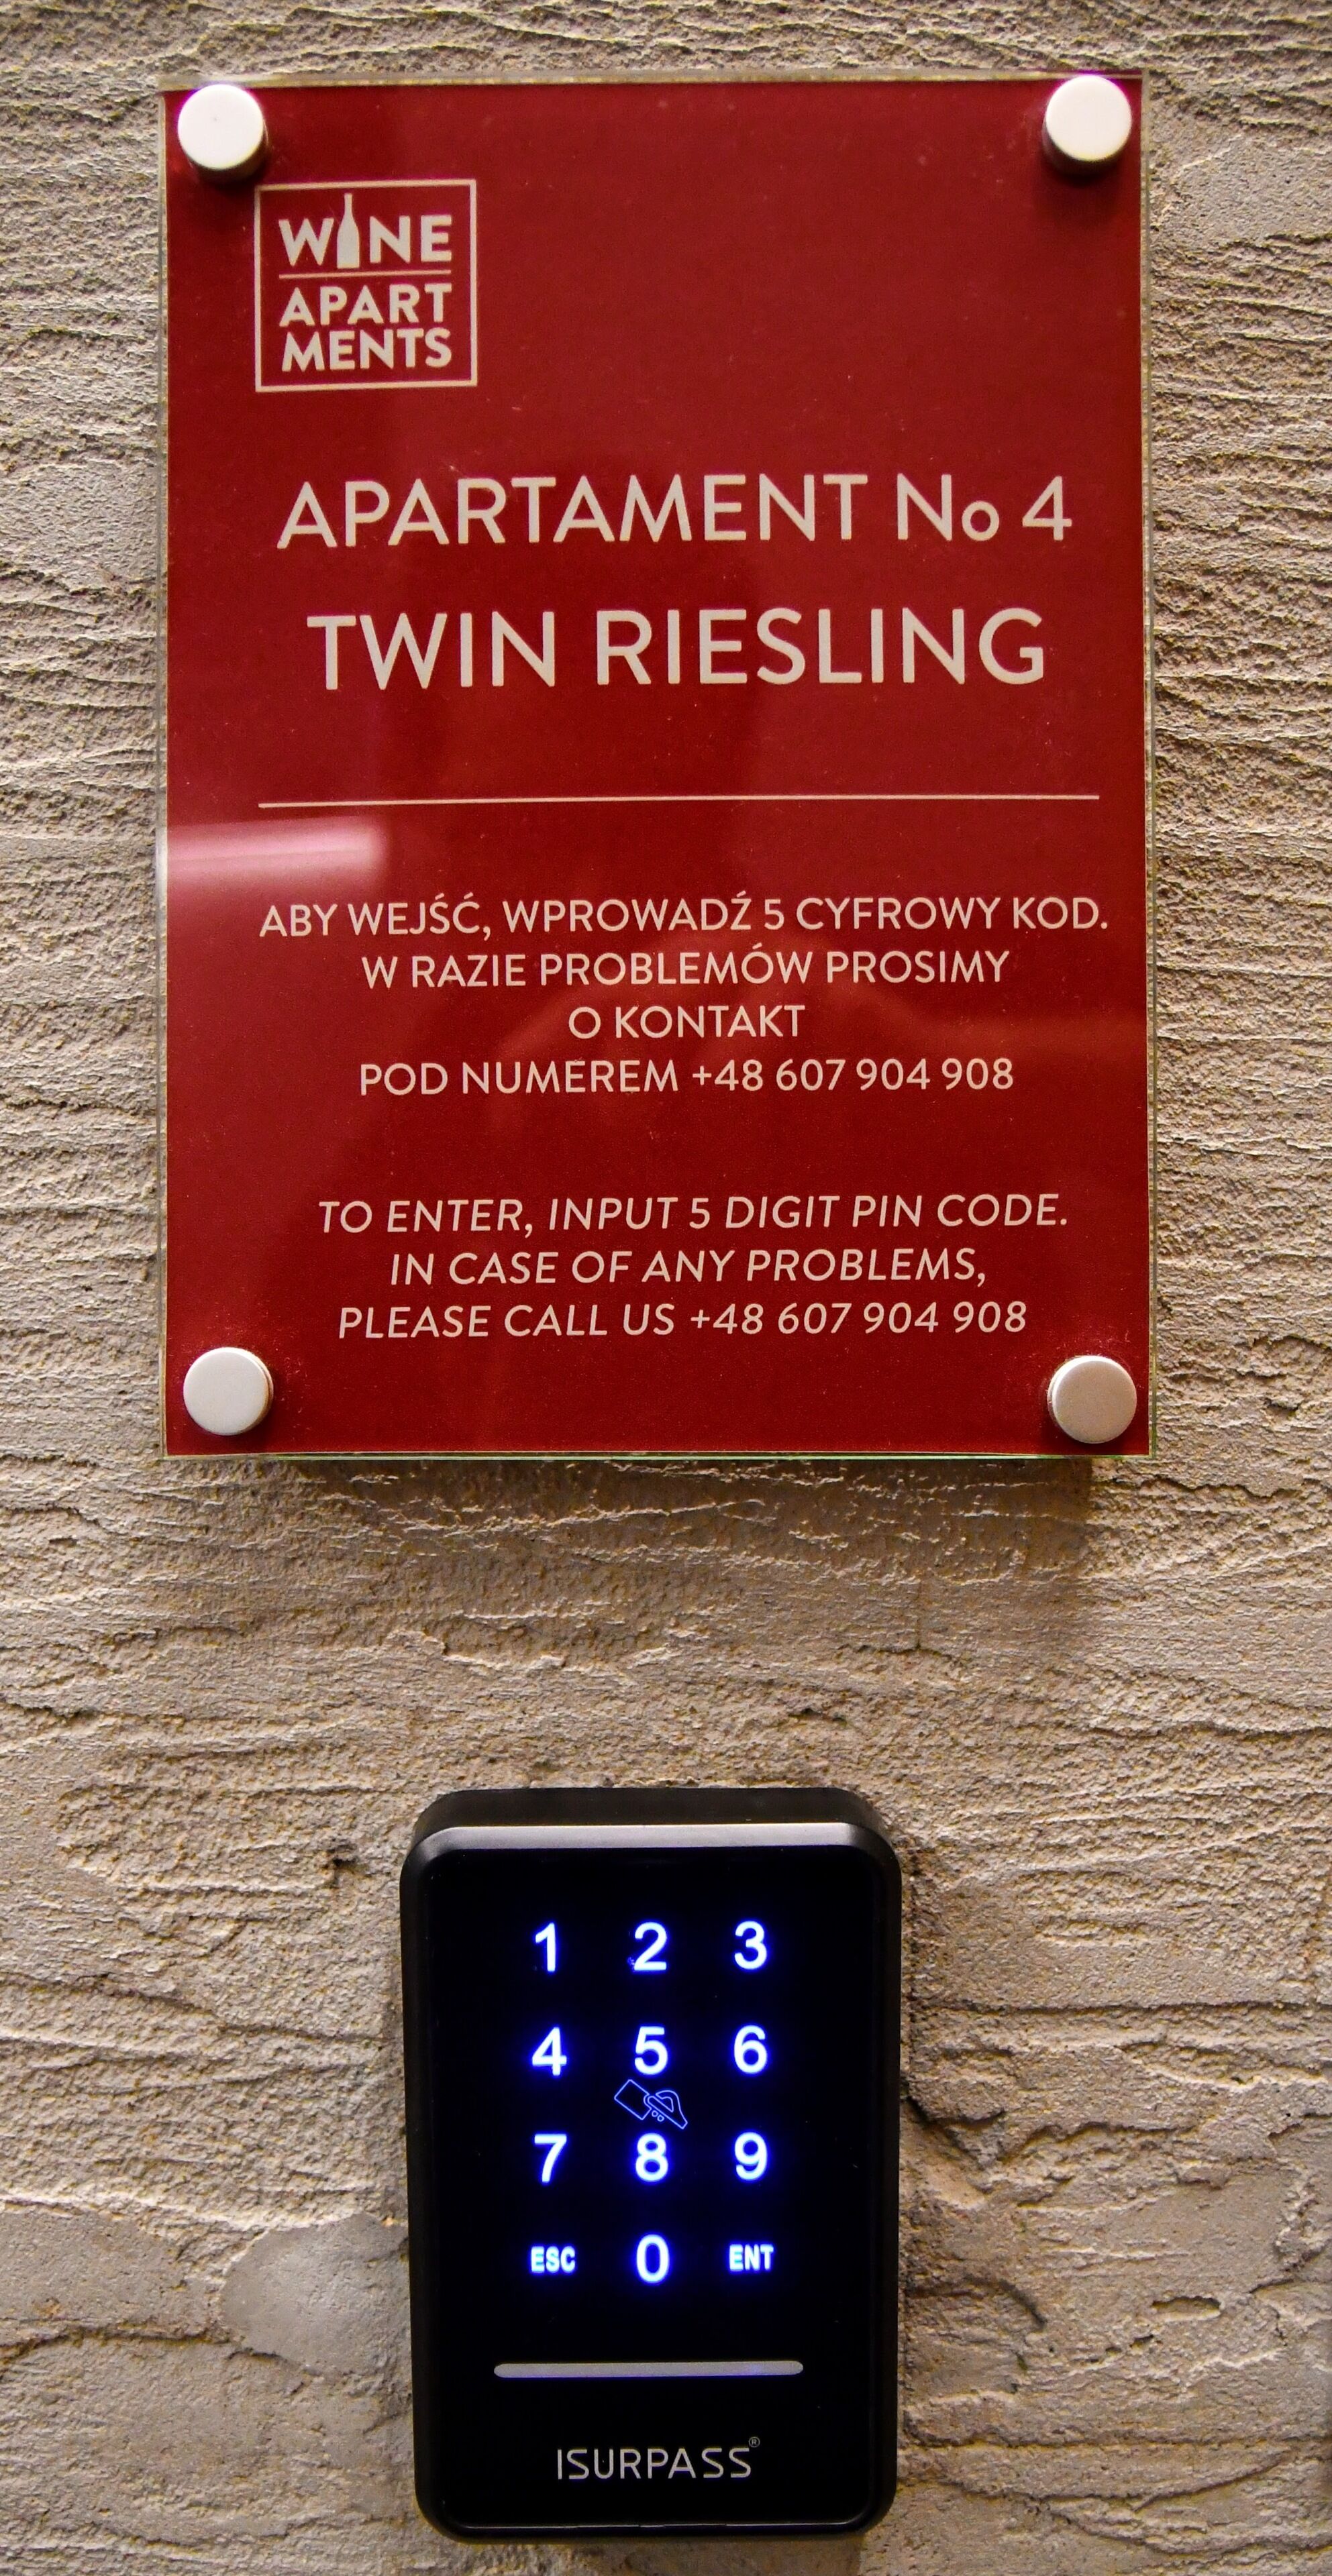 WINE
APART
MENTS
APARTAMENT No 4
TWIN RIESLING
ABY WEJŚĆ, WPROWADŹ 5 CYFROWY KOD.
W RAZIE PROBLEMÓW PROSIMY
O KONTAKT
POD NUMEREM +48 607 904 908
TO ENTER, INPUT 5 DIGIT PIN CODE.
IN CASE OF ANY PROBLEMS,
PLEASE CALL US +48 607 904 908
1 2 3
4 5 6
7 8 9
ESC 0 ENT
ISURPASS®